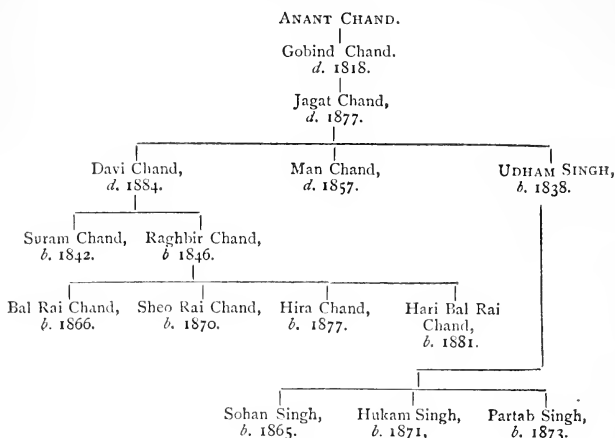 ANANT CHAND.
Gobind Chand.
d. 1818.
Jagat Chand,
d. 1877.
Davi Chand,
d. 1884.
Man Chand,
d. 1857.
UDHAM SINGH,
b. 1838.
Suram Chand,
b. 1842.
Raghbir Chand,
b 1846.
Bal Rai Chand,
b. 1866.
Sheo Rai Chand,
b. 1870.
Hira Chand,
b. 1877.
Hari Bal Rai
Chand,
b. 1881.
Sohan Singh,
b. 1865.
Hukam Singh,
b. 1871,
Partab Singh,
b. 1873.